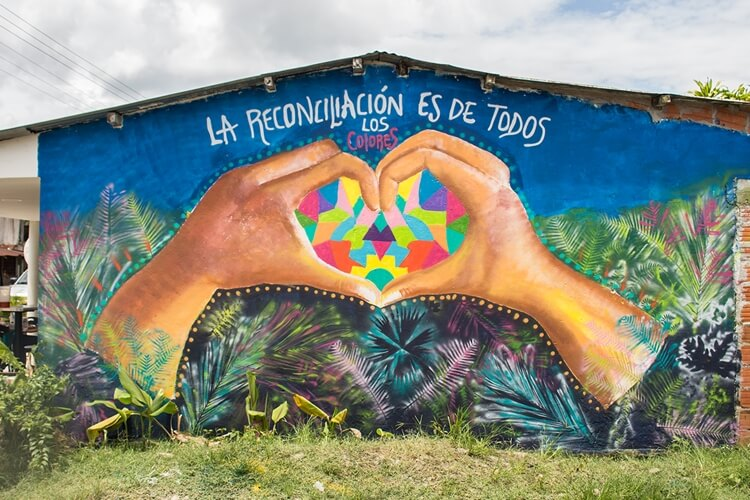 LA RECONCILIACIÓN ES DE TODOS
LOS
COLORES